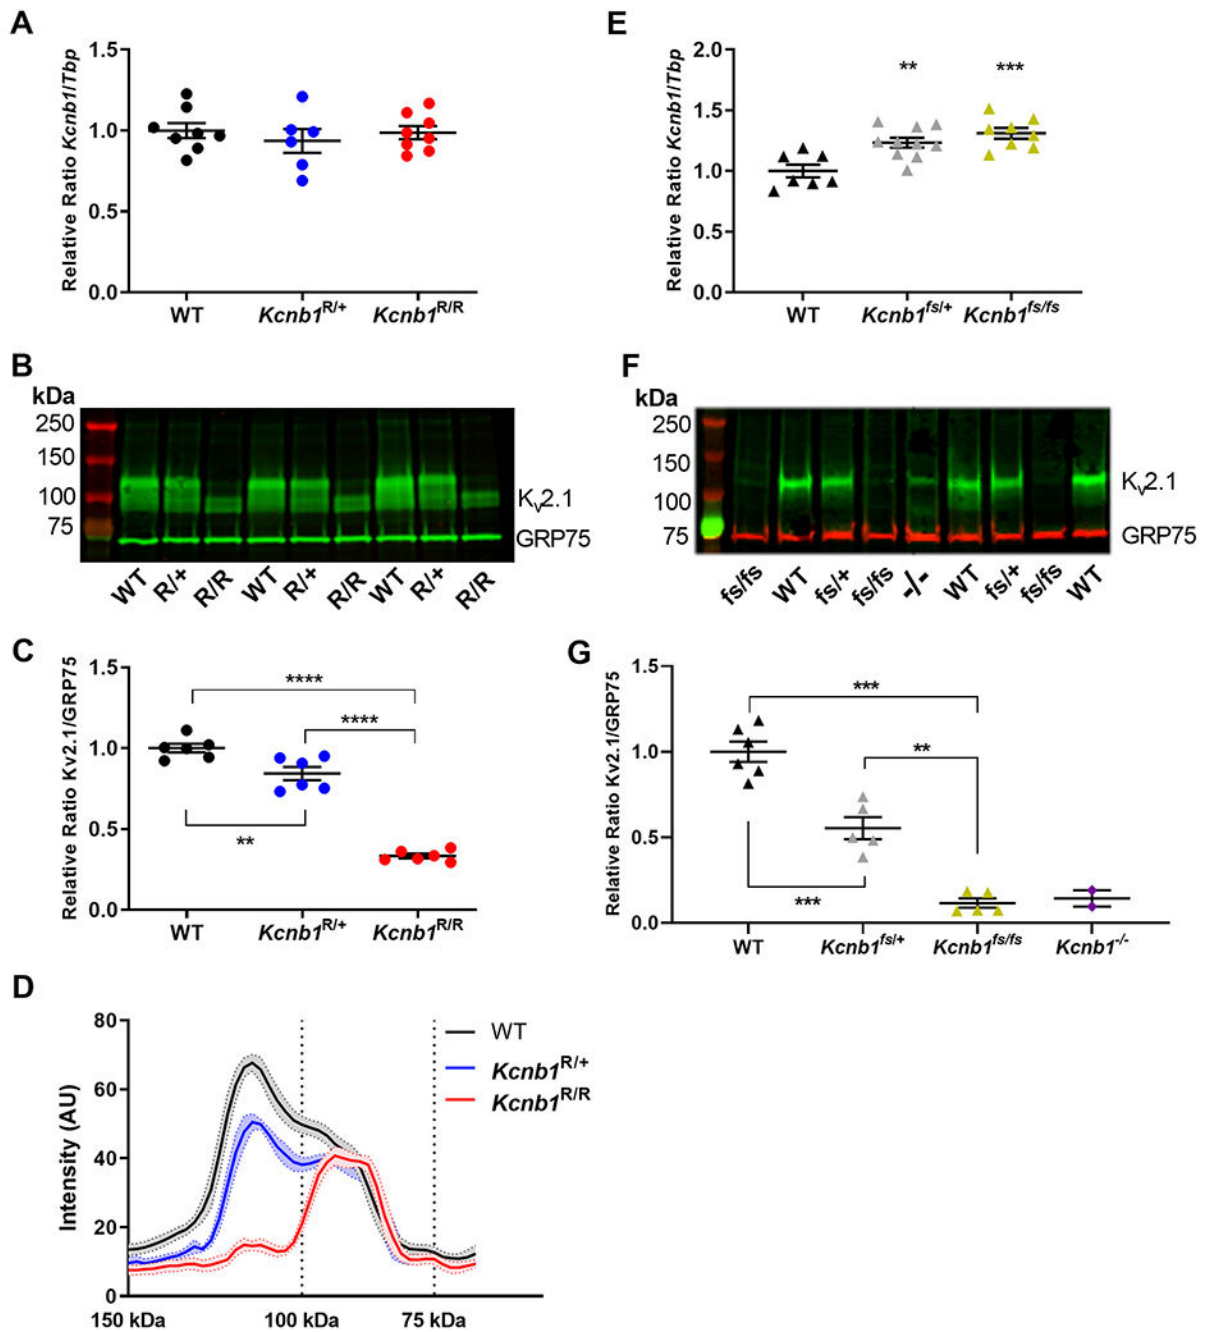 A
Relative Ratio Kcnb1/Tbp
1.5
1.0
0.5
0.0
WT
Kcnb1R/+
Kcnb1R/R
B
kDa
250
150
100
75
Kv2.1
GRP75
WT
R/+
R/R
WT
R/+
R/R
WT
R/+
R/R
C
Relative Ratio Kv2.1/GRP75
1.5
1.0
0.5
0.0
****
****
**
WT
Kcnb1R/+
Kcnb1R/R
D
Intensity (AU)
80
60
40
20
0
150 kDa
100 kDa
75 kDa
WT
Kcnb1R/+
Kcnb1R/R
E
Relative Ratio Kcnb1/Tbp
2.0
1.5
1.0
0.5
0.0
**
***
WT
Kcnb1fs/+
Kcnb1fs/fs
F
kDa
250
150
100
75
Kv2.1
GRP75
fs/fs
WT
fs/+
fs/fs
-/-
WT
fs/+
fs/fs
WT
G
Relative Ratio Kv2.1/GRP75
1.5
1.0
0.5
0.0
***
**
***
WT
Kcnb1fs/+
Kcnb1fs/fs
Kcnb1-/-